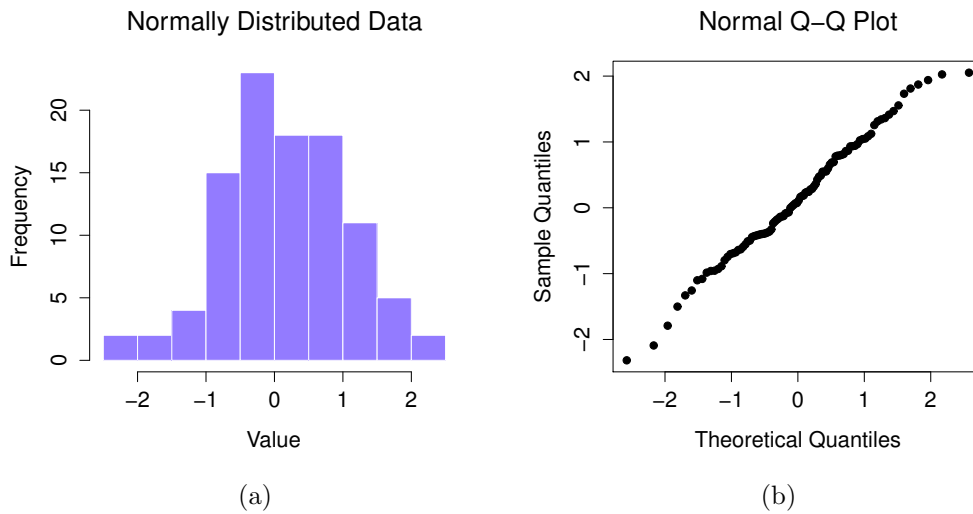 Normally Distributed Data
Frequency
0 5 10 15 20
−2 −1 0 1 2
Value
(a)
Normal Q−Q Plot
Sample Quantiles
−2 −1 0 1 2
−2 −1 0 1 2
Theoretical Quantiles
(b)